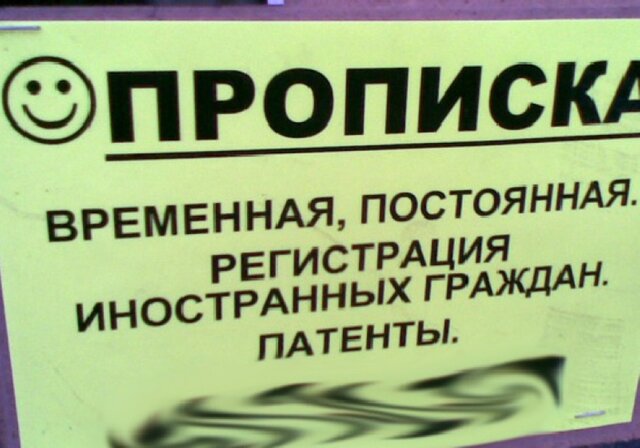 ПРОПИСКА
ВРЕМЕННАЯ, ПОСТОЯННАЯ.
РЕГИСТРАЦИЯ
ИНОСТРАННЫХ ГРАЖДАН.
ПАТЕНТЫ.